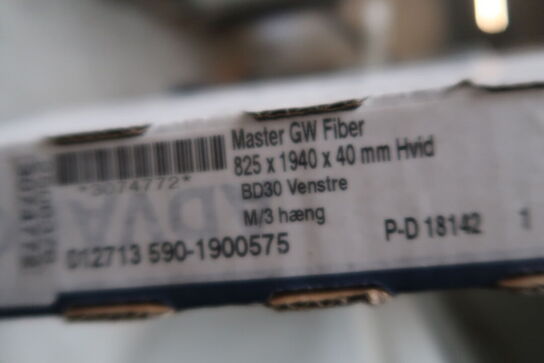 Master GW Fiber
825 x 1940 x 40 mm Hvid
*3074772*
BD30 Venstre
M/3 hæng
012713 590-1900575
P-D 18142 1